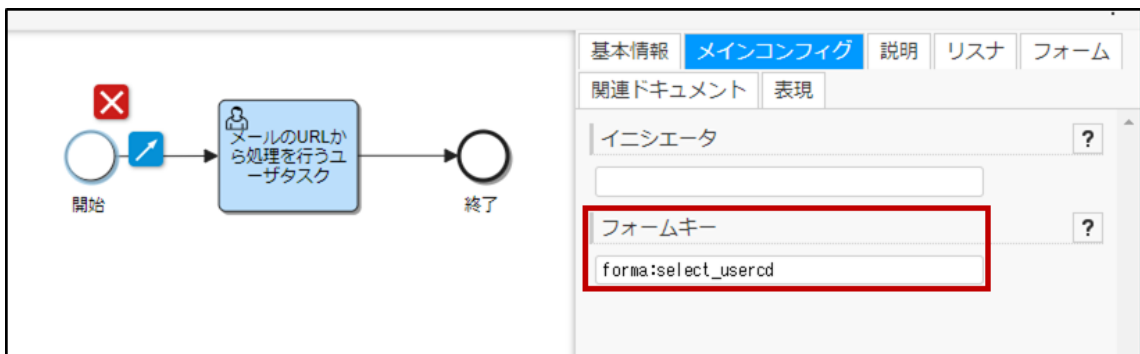 基本情報 メインコンフィグ 説明 リスナ フォーム
関連ドキュメント 表現
イニシエータ ?
フォームキー ?
forma:select_usercd
メールのURLか
ら処理を行うユ
ーザタスク
開始
終了